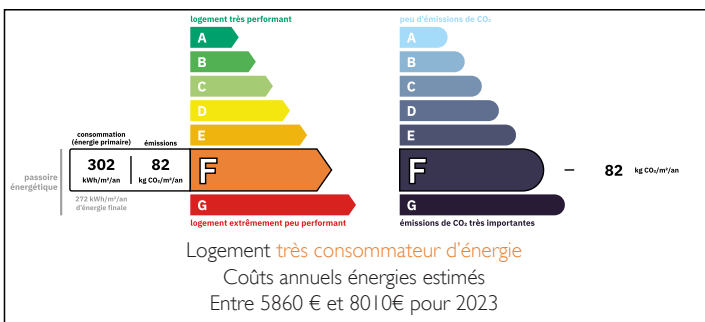 logement très performant
A
B
C
D
E
consommation
(énergie primaire)
émissions
302
kWh/m²/an
82
kg CO₂/m²/an
F
passoire
énergétique
272 kWh/m²/an
d'énergie finale
G
logement extrêmement peu performant
peu d'émissions de CO₂
A
B
C
D
E
F
82 kg CO₂/m²/an
G
émissions de CO₂ très importantes
Logement très consommateur d'énergie
Coûts annuels énergies estimés
Entre 5860 € et 8010€ pour 2023